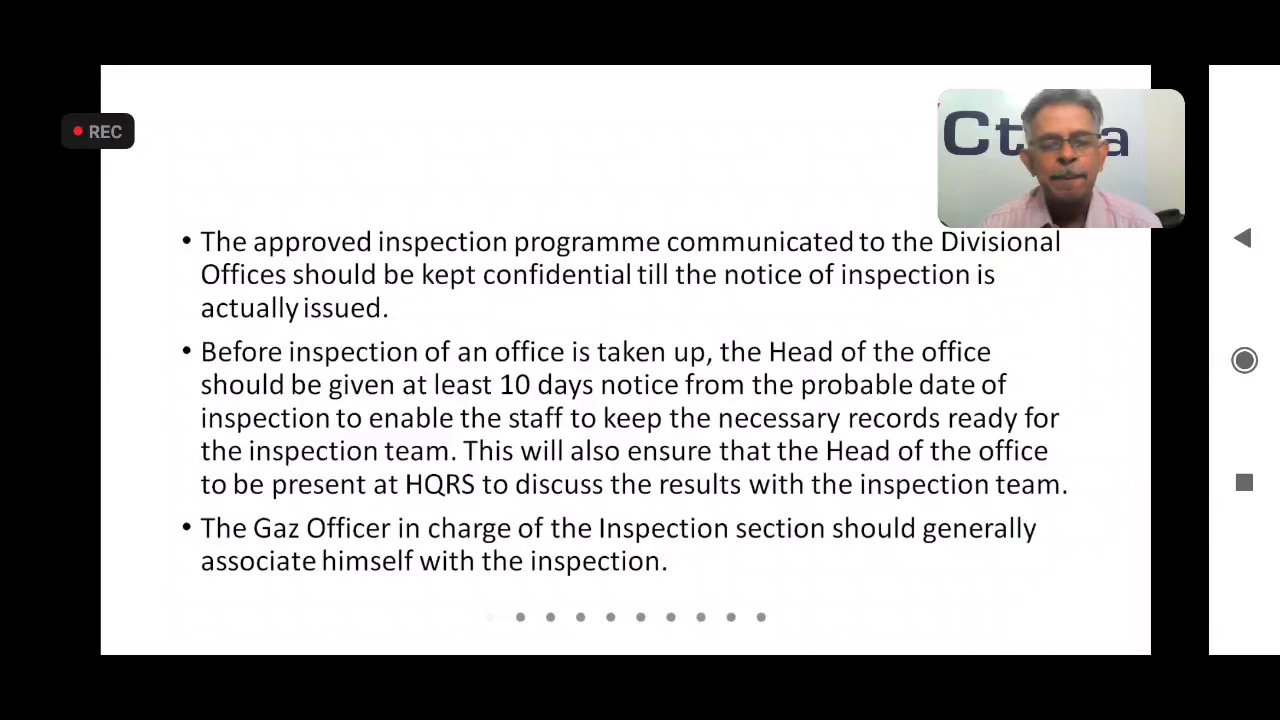 REC
• The approved inspection programme communicated to the Divisional
Offices should be kept confidential till the notice of inspection is
actually issued.
• Before inspection of an office is taken up, the Head of the office
should be given at least 10 days notice from the probable date of
inspection to enable the staff to keep the necessary records ready for
the inspection team. This will also ensure that the Head of the office
to be present at HQRS to discuss the results with the inspection team.
• The Gaz Officer in charge of the Inspection section should generally
associate himself with the inspection.